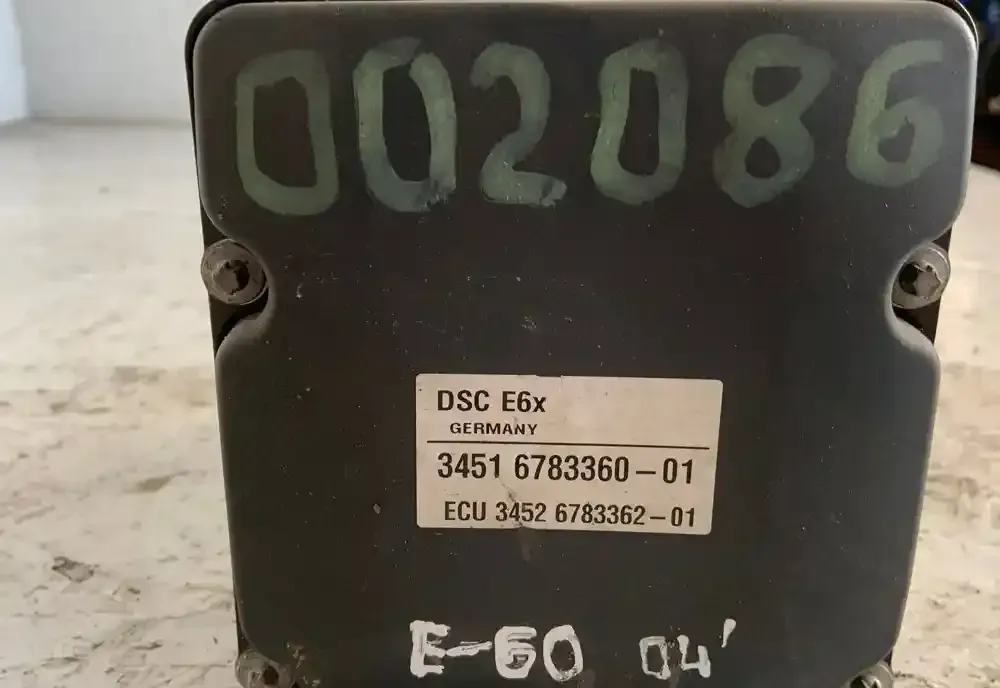 002086
DSC E6x
GERMANY
3451 6783360-01
ECU 3452 6783362-01
E-60 04'